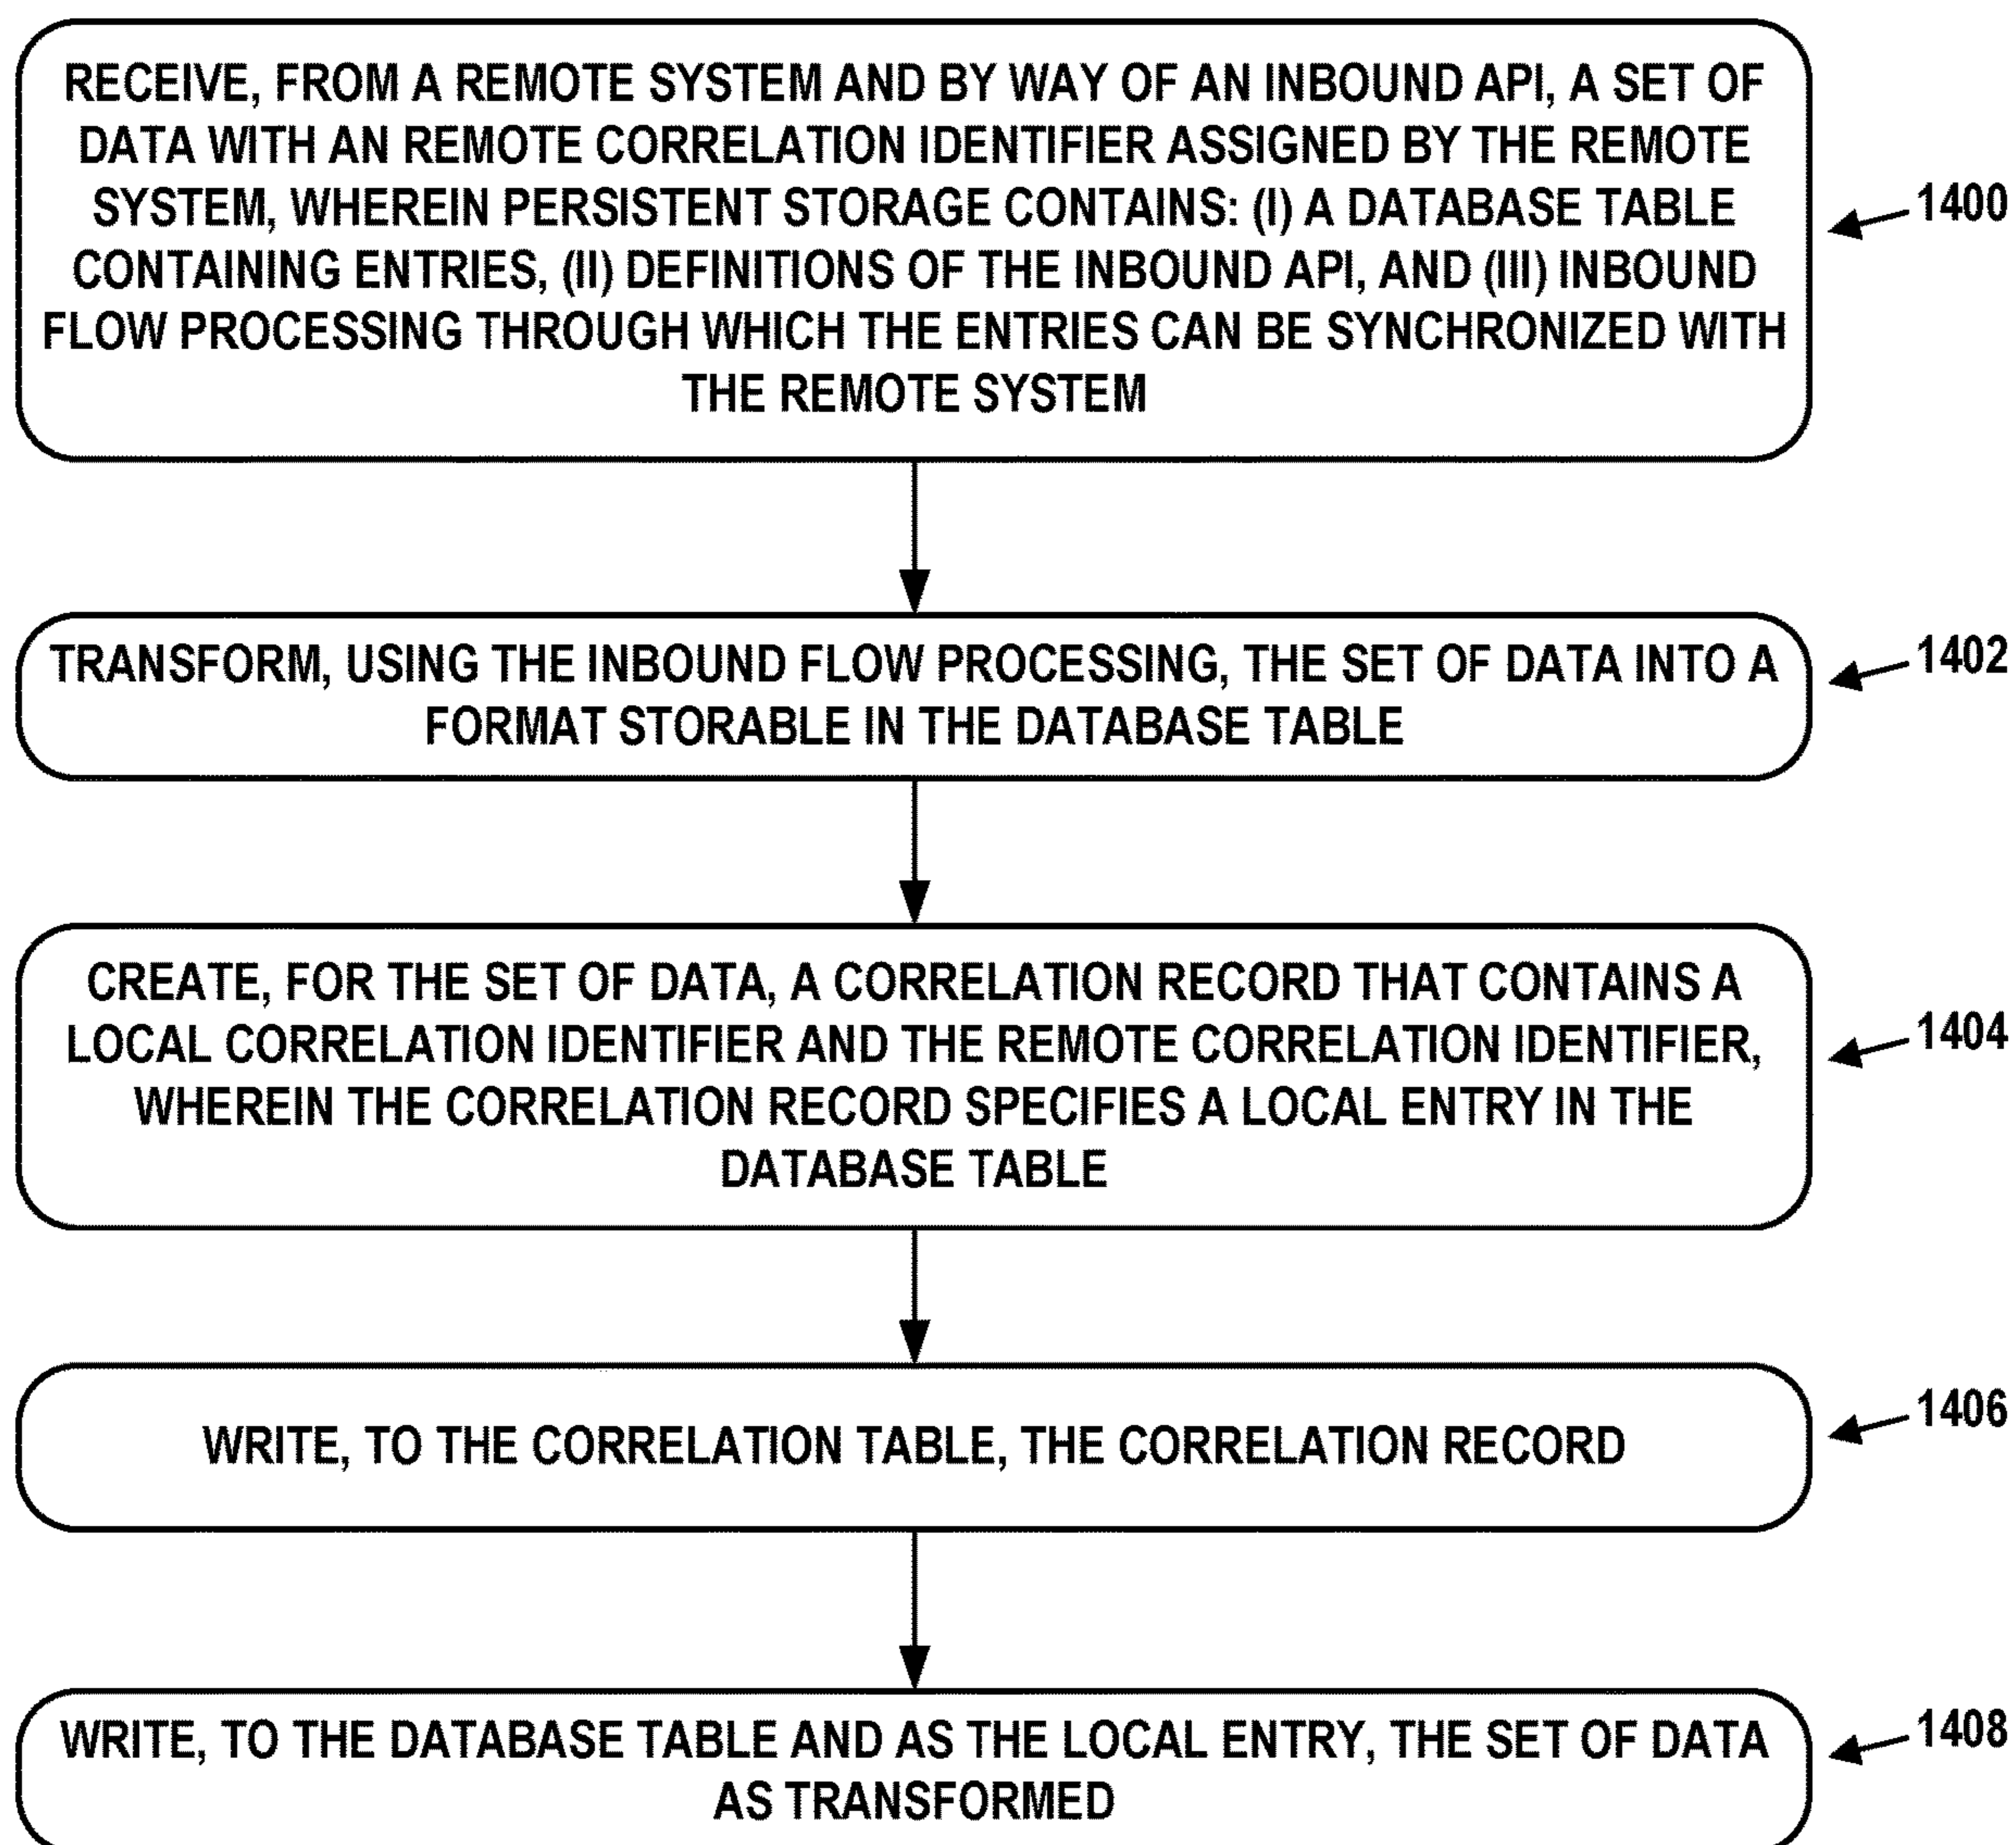 RECEIVE, FROM A REMOTE SYSTEM AND BY WAY OF AN INBOUND API, A SET OF
DATA WITH AN REMOTE CORRELATION IDENTIFIER ASSIGNED BY THE REMOTE
SYSTEM, WHEREIN PERSISTENT STORAGE CONTAINS: (I) A DATABASE TABLE
CONTAINING ENTRIES, (II) DEFINITIONS OF THE INBOUND API, AND (III) INBOUND
FLOW PROCESSING THROUGH WHICH THE ENTRIES CAN BE SYNCHRONIZED WITH
THE REMOTE SYSTEM
1400
TRANSFORM, USING THE INBOUND FLOW PROCESSING, THE SET OF DATA INTO A
FORMAT STORABLE IN THE DATABASE TABLE
1402
CREATE, FOR THE SET OF DATA, A CORRELATION RECORD THAT CONTAINS A
LOCAL CORRELATION IDENTIFIER AND THE REMOTE CORRELATION IDENTIFIER,
WHEREIN THE CORRELATION RECORD SPECIFIES A LOCAL ENTRY IN THE
DATABASE TABLE
1404
WRITE, TO THE CORRELATION TABLE, THE CORRELATION RECORD
1406
WRITE, TO THE DATABASE TABLE AND AS THE LOCAL ENTRY, THE SET OF DATA
AS TRANSFORMED
1408